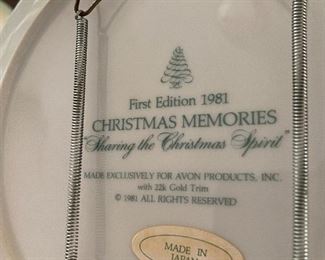 First Edition 1981
CHRISTMAS MEMORIES
"Sharing the Christmas Spirit"
MADE EXCLUSIVELY FOR AVON PRODUCTS, INC.
with 22k Gold Trim
© 1981 ALL RIGHTS RESERVED
MADE IN
JAPAN